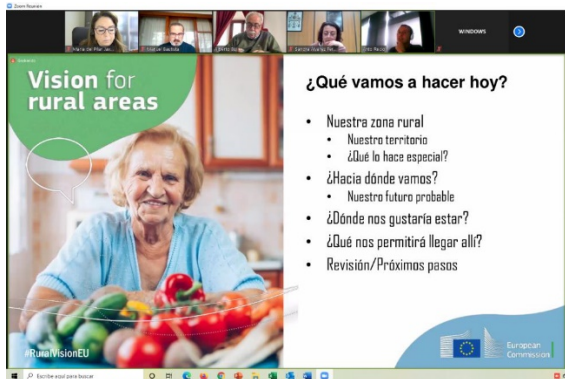 Zoom Reunión
WINDOWS
Vision for
rural areas
¿Qué vamos a hacer hoy?
• Nuestra zona rural
• Nuestro territorio
• ¿Qué lo hace especial?
• ¿Hacia dónde vamos?
• Nuestro futuro probable
• ¿Dónde nos gustaría estar?
• ¿Qué nos permitirá llegar allí?
• Revisión/Próximos pasos
#RuralVisionEU
European
Commission
Escribe aquí para buscar